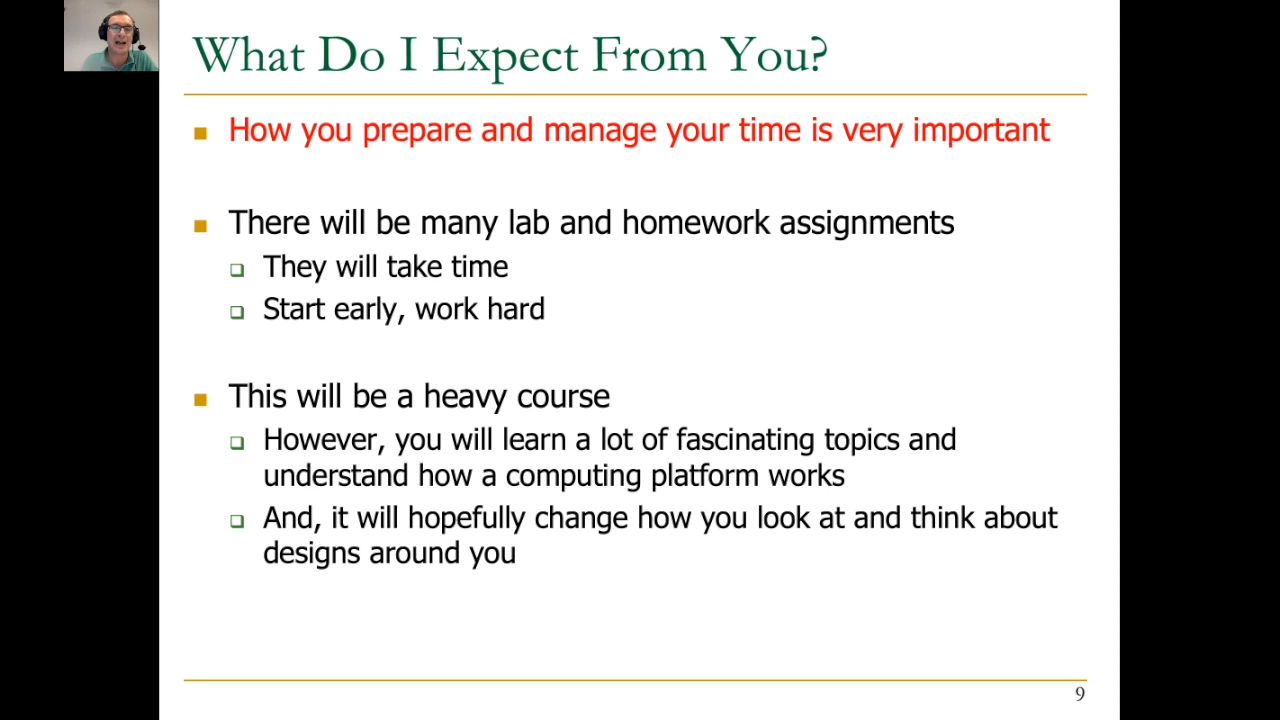 What Do I Expect From You?
How you prepare and manage your time is very important
There will be many lab and homework assignments
They will take time
Start early, work hard
This will be a heavy course
However, you will learn a lot of fascinating topics and
understand how a computing platform works
And, it will hopefully change how you look at and think about
designs around you
9